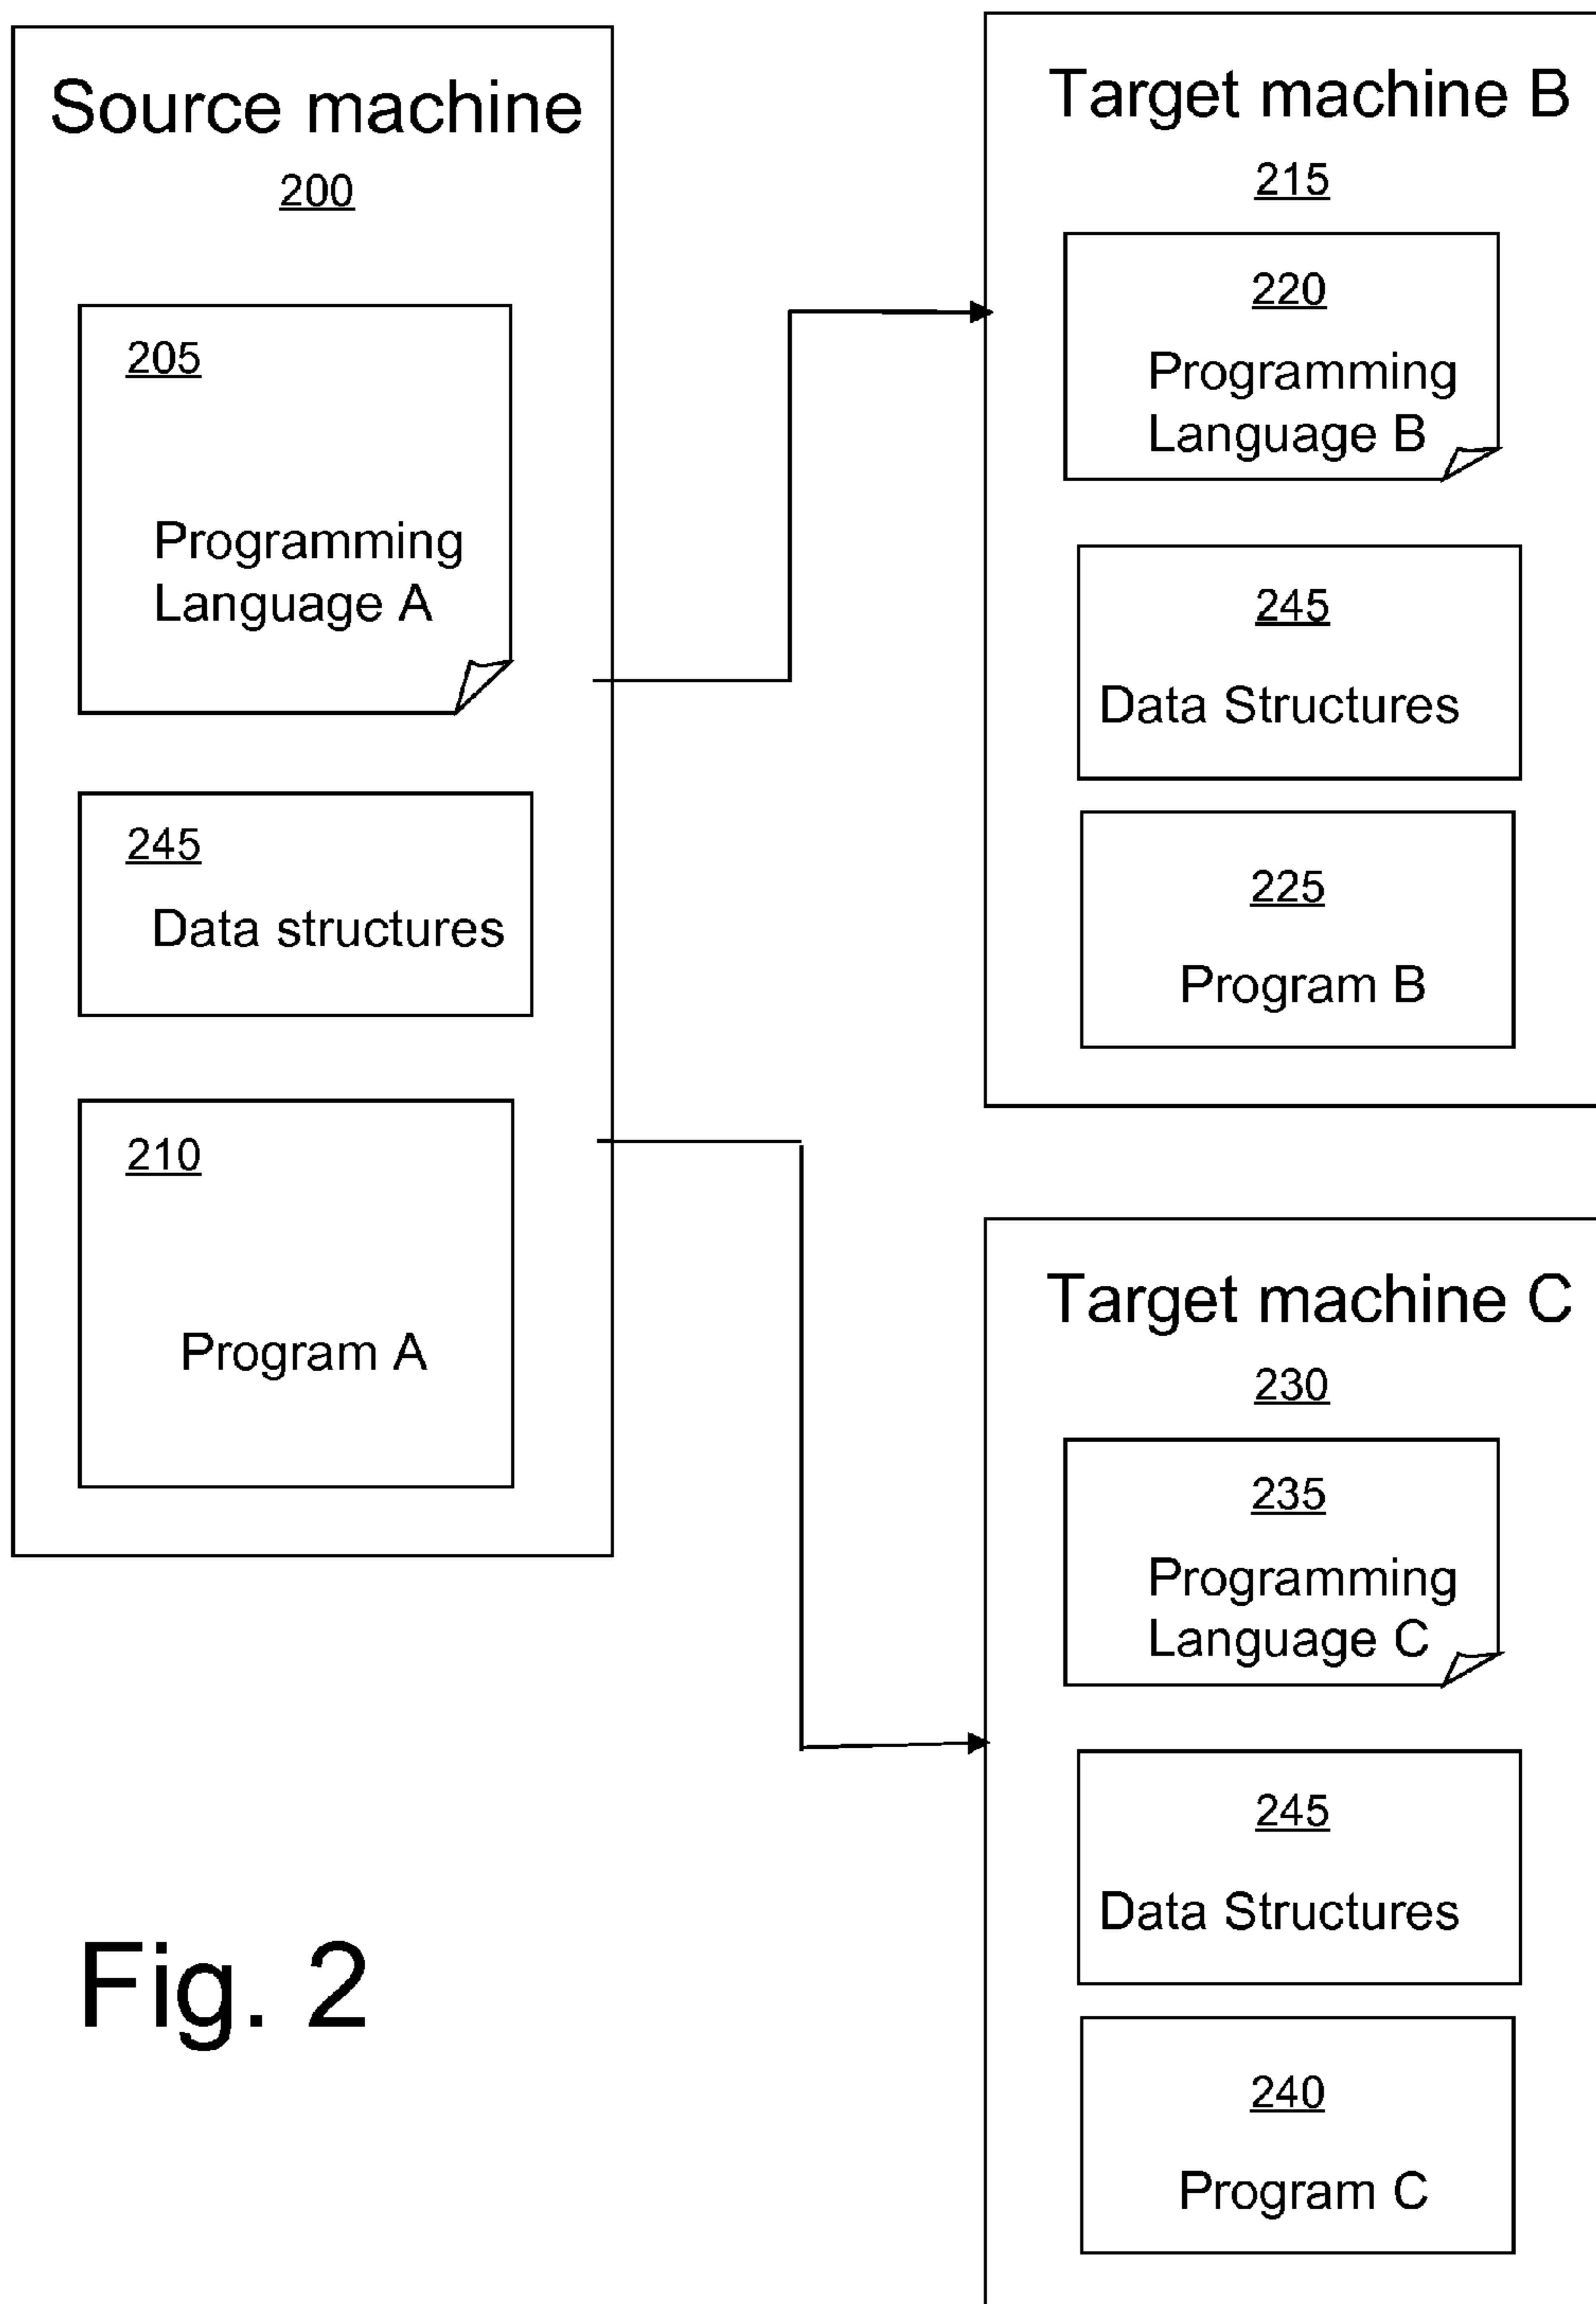 Source machine
200
205
Programming
Language A
245
Data structures
210
Program A
Target machine B
215
220
Programming
Language B
245
Data Structures
225
Program B
Target machine C
230
235
Programming
Language C
245
Data Structures
240
Program C
Fig. 2